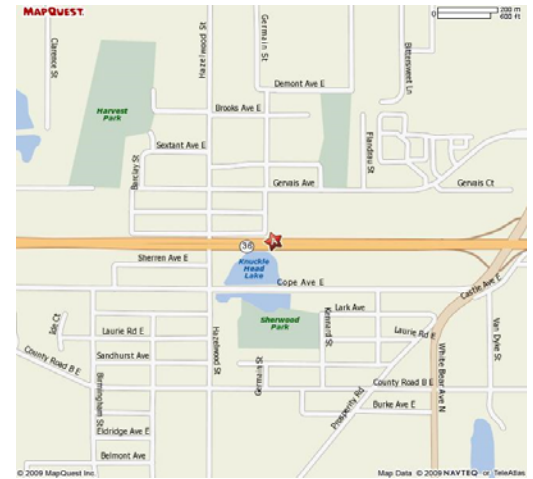 MAPQUEST
200 m
0
600 ft
Clarence St
Hazelwood St
Germain St
Bittersweet Ln
Demont Ave E
Harvest
Park
Brooks Ave E
Sextant Ave E
Flandrau St
Barclay St
Gervais Ave
Gervais Ct
36
Sherren Ave E
Knuckle
Head
Lake
Cope Ave E
Castle Ave E
Lark Ave
Ide Ct
Laurie Rd E
Sherwood
Park
Kennard St
Laurie Rd E
Van Dyke St
Sandhurst Ave
Hazelwood St
County Road B E
Germain St
White Bear Ave N
Birmingham St
County Road B E
Prosperity Rd
Burke Ave E
Eldridge Ave E
Belmont Ave
© 2009 MapQuest Inc.
Map Data © 2009 NAVTEQ or TeleAtlas